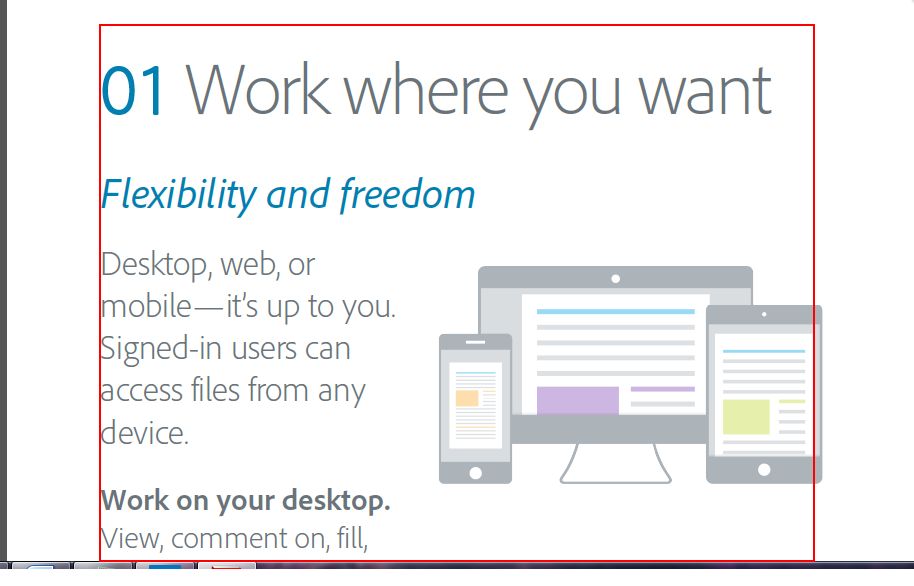 01 Work where you want
Flexibility and freedom
Desktop, web, or
mobile—it’s up to you.
Signed-in users can
access files from any
device.
Work on your desktop.
View, comment on, fill,